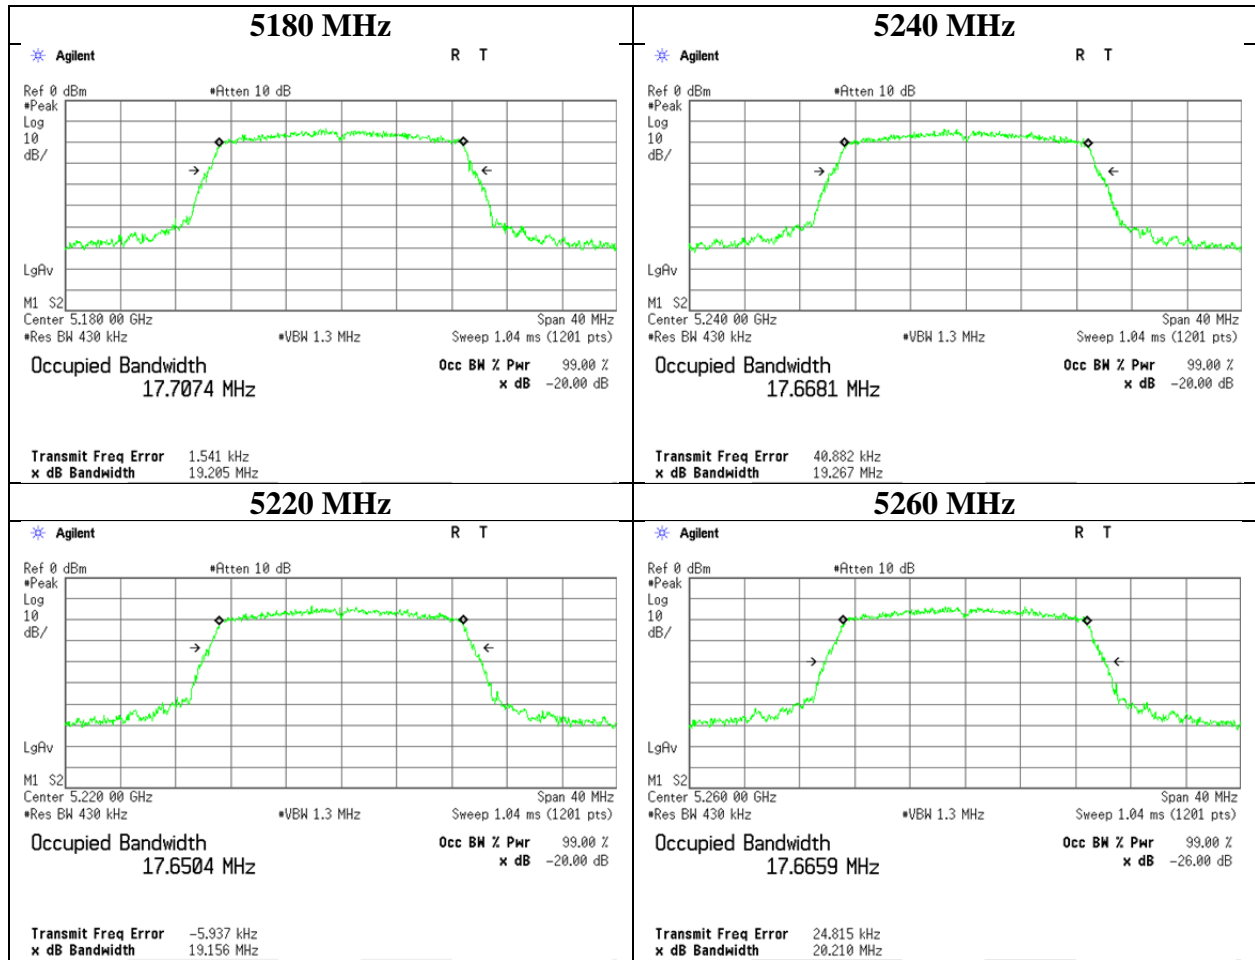 5180 MHz
Agilent R T
Ref 0 dBm #Atten 10 dB
#Peak
Log
10
dB/
LgAv
M1 S2
Center 5.180 00 GHz Span 40 MHz
#Res BW 430 kHz #VBW 1.3 MHz Sweep 1.04 ms (1201 pts)
Occupied Bandwidth Occ BW % Pwr 99.00 %
17.7074 MHz x dB -20.00 dB
Transmit Freq Error 1.541 kHz
x dB Bandwidth 19.205 MHz
5240 MHz
Agilent R T
Ref 0 dBm #Atten 10 dB
#Peak
Log
10
dB/
LgAv
M1 S2
Center 5.240 00 GHz Span 40 MHz
#Res BW 430 kHz #VBW 1.3 MHz Sweep 1.04 ms (1201 pts)
Occupied Bandwidth Occ BW % Pwr 99.00 %
17.6681 MHz x dB -20.00 dB
Transmit Freq Error 40.882 kHz
x dB Bandwidth 19.267 MHz
5220 MHz
Agilent R T
Ref 0 dBm #Atten 10 dB
#Peak
Log
10
dB/
LgAv
M1 S2
Center 5.220 00 GHz Span 40 MHz
#Res BW 430 kHz #VBW 1.3 MHz Sweep 1.04 ms (1201 pts)
Occupied Bandwidth Occ BW % Pwr 99.00 %
17.6504 MHz x dB -20.00 dB
Transmit Freq Error -5.937 kHz
x dB Bandwidth 19.156 MHz
5260 MHz
Agilent R T
Ref 0 dBm #Atten 10 dB
#Peak
Log
10
dB/
LgAv
M1 S2
Center 5.260 00 GHz Span 40 MHz
#Res BW 430 kHz #VBW 1.3 MHz Sweep 1.04 ms (1201 pts)
Occupied Bandwidth Occ BW % Pwr 99.00 %
17.6659 MHz x dB -26.00 dB
Transmit Freq Error 24.815 kHz
x dB Bandwidth 20.210 MHz